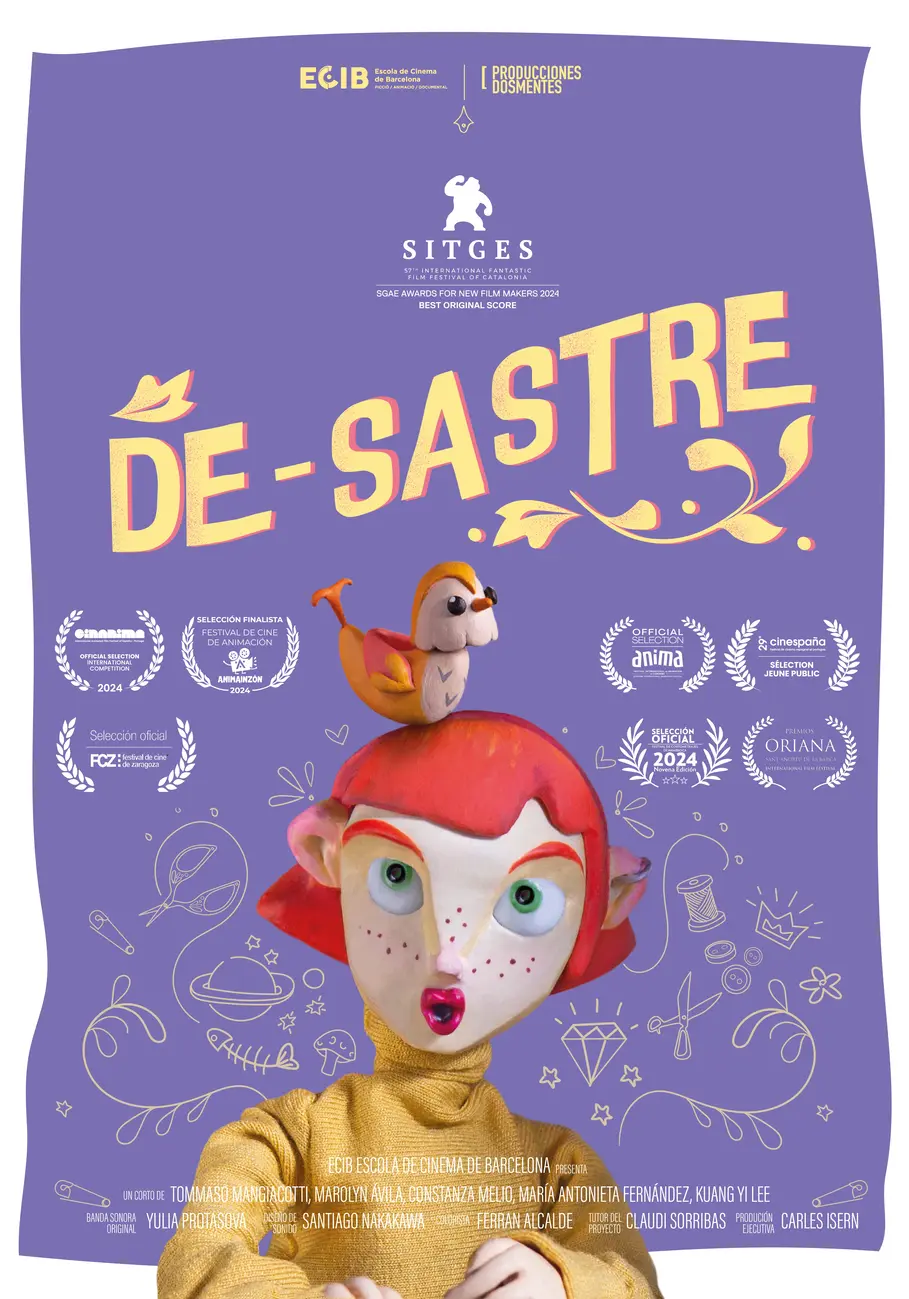 ECIB Escola de Cinema
de Barcelona
FICCIÓ / ANIMACIÓ / DOCUMENTAL
[ PRODUCCIONES
DOSMENTES
SITGES
57TH INTERNATIONAL FANTASTIC
FILM FESTIVAL OF CATALONIA
SGAE AWARDS FOR NEW FILM MAKERS 2024
BEST ORIGINAL SCORE
DE-SASTRE
cinanima
OFFICIAL SELECTION
INTERNATIONAL
COMPETITION
2024
SELECCIÓN FINALISTA
FESTIVAL DE CINE
DE ANIMACIÓN
ANIMAINZÓN
2024
OFFICIAL
SELECTION
anima
29e cinespaña
SÉLECTION
JEUNE PUBLIC
Selección oficial
FCZ: festival de cine
de zaragoza
SELECCIÓN
OFICIAL
2024
Novena Edición
PREMIOS
ORIANA
INTERNATIONAL FILM FESTIVAL
ECIB ESCOLA DE CINEMA DE BARCELONA PRESENTA
UN CORTO DE TOMMASO MANGIACOTTI, MAROLYN ÁVILA, CONSTANZA MELIO, MARÍA ANTONIETA FERNÁNDEZ, KUANG YI LEE
BANDA SONORA ORIGINAL YULIA PROTASOVA DISEÑO DE SONIDO SANTIAGO NAKAKAWA COLORISTA FERRAN ALCALDE TUTOR DEL PROYECTO CLAUDI SORRIBAS PRODUCIÓN EJECUTIVA CARLES ISERN